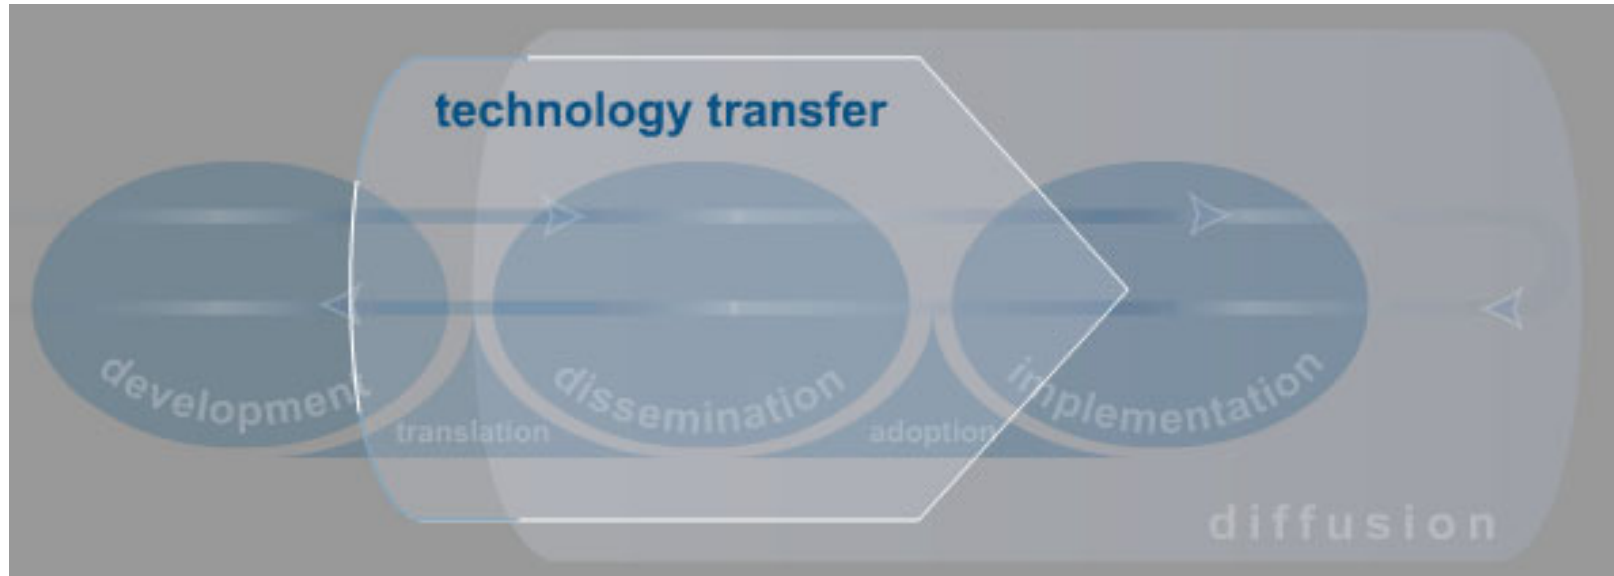 technology transfer
development
dissemination
implementation
translation
adoption
diffusion